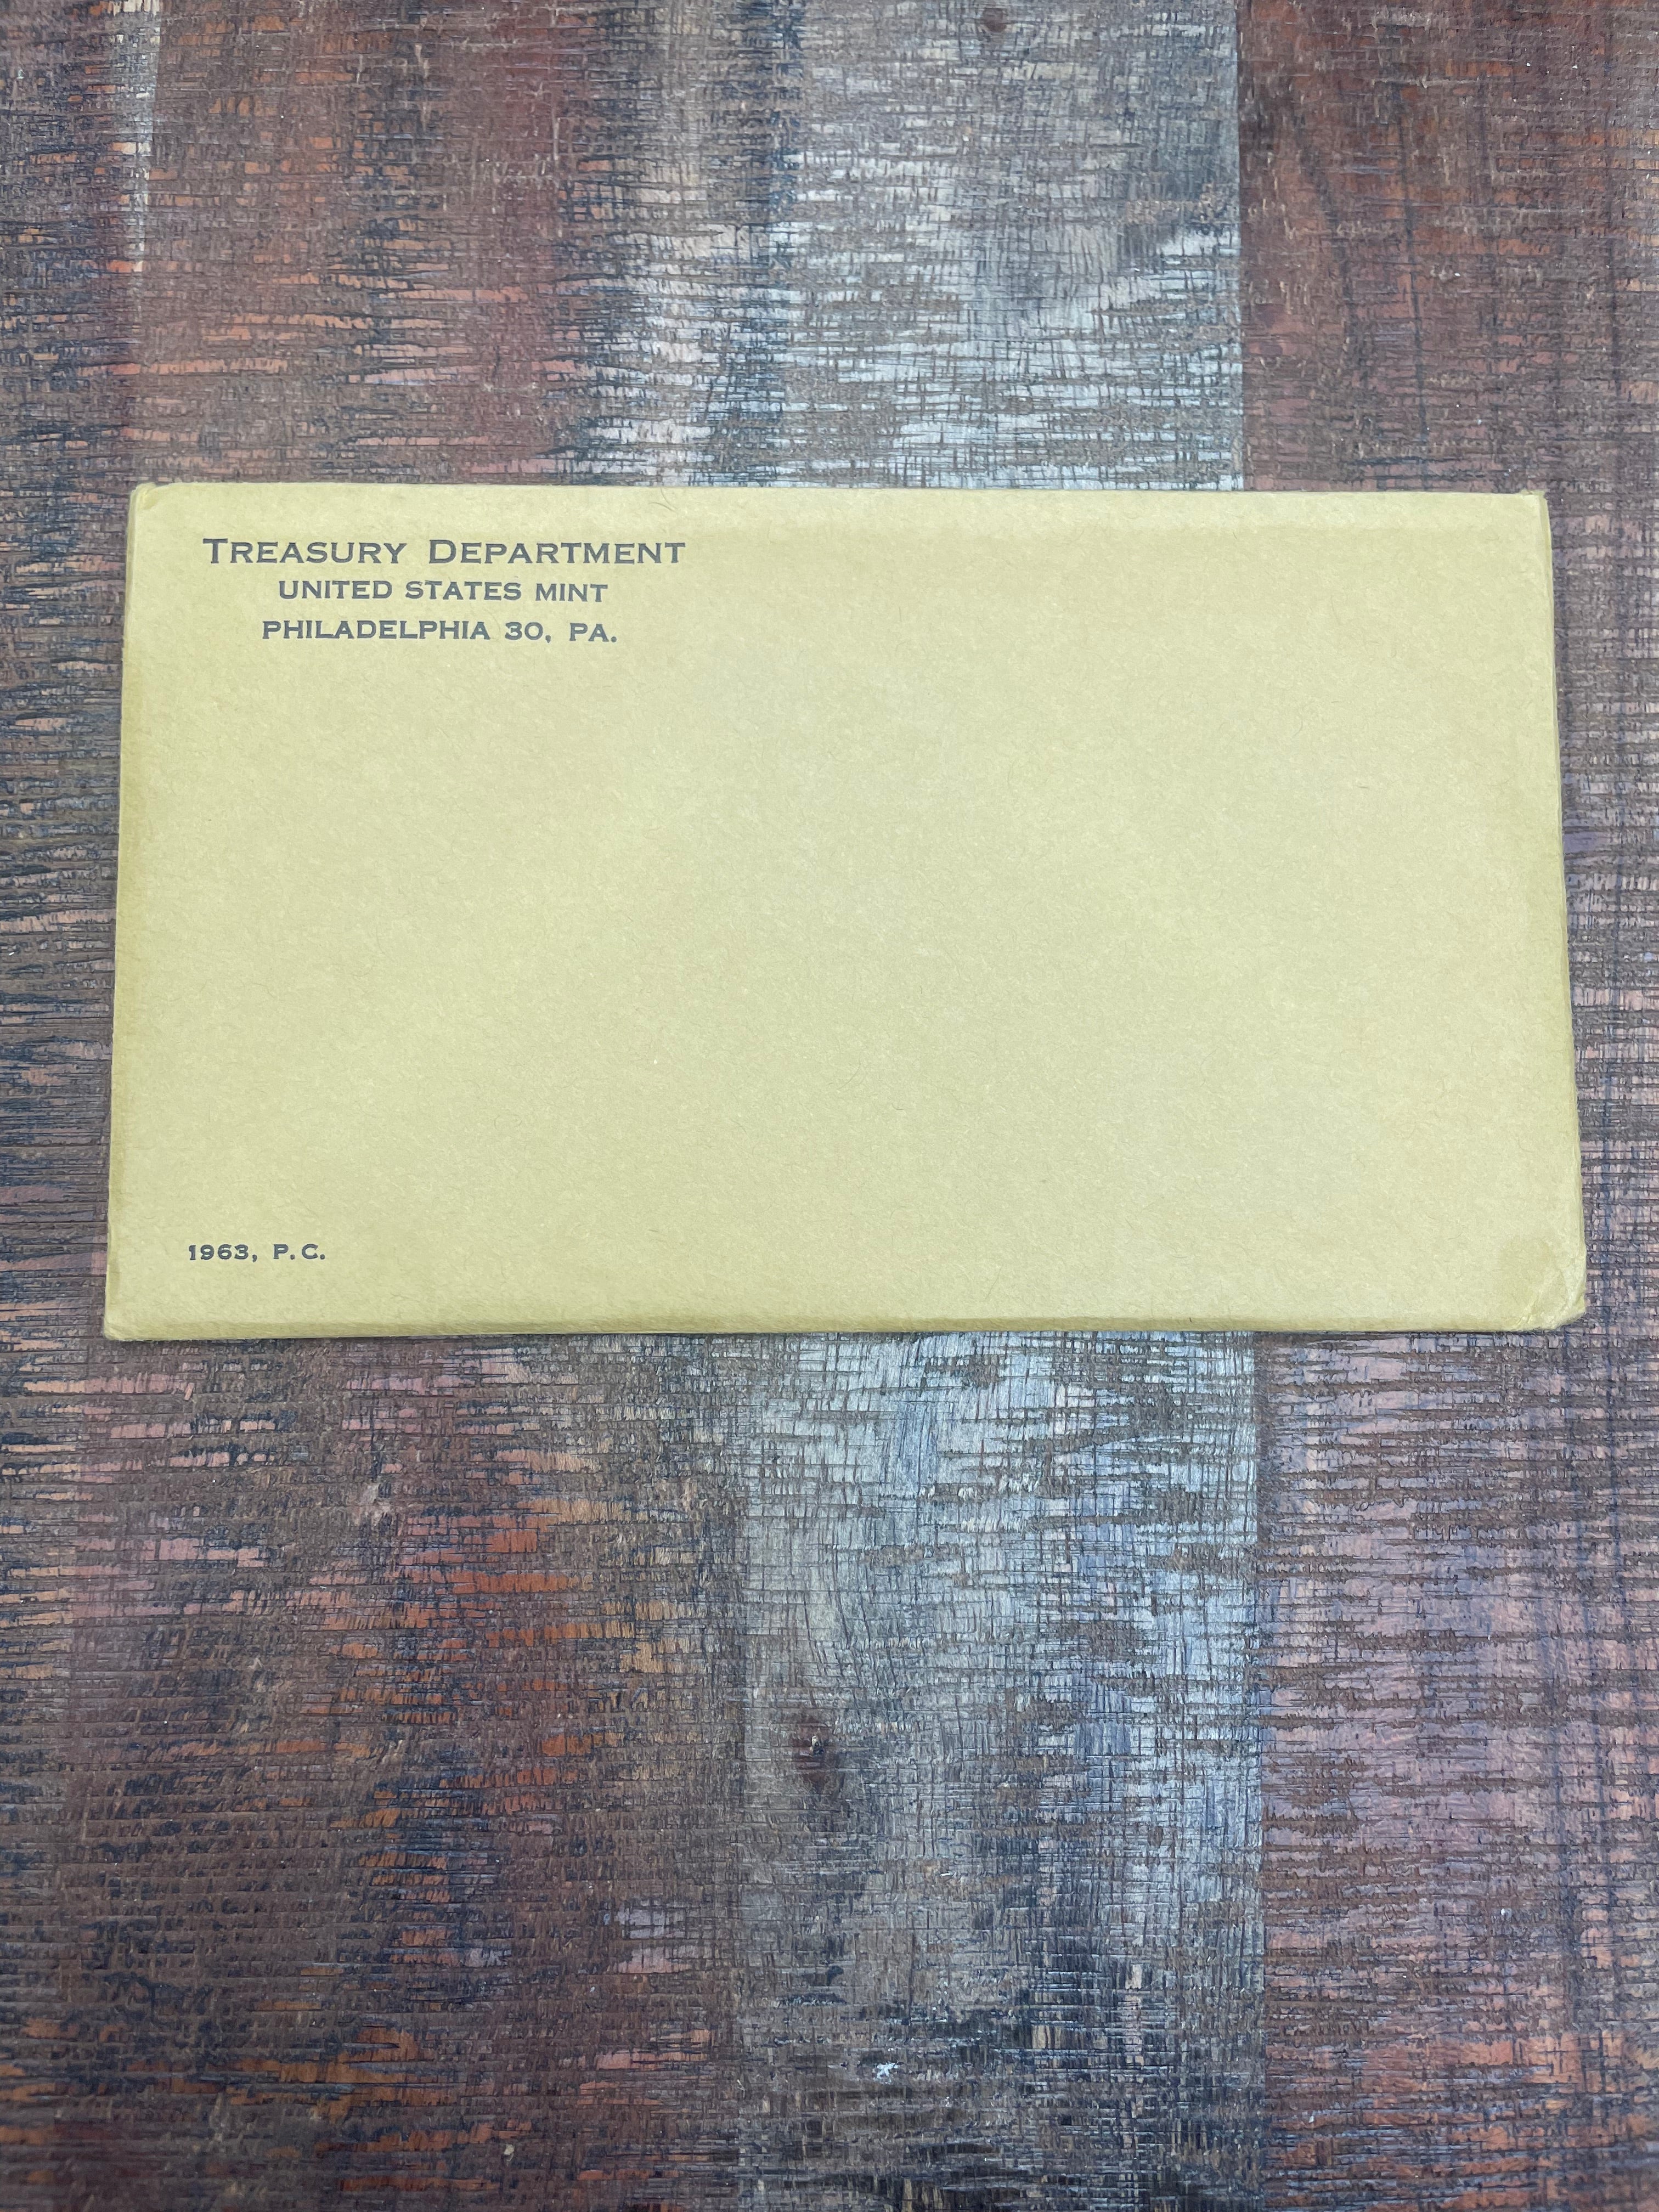 TREASURY DEPARTMENT
UNITED STATES MINT
PHILADELPHIA 30, PA.
1963, P.C.